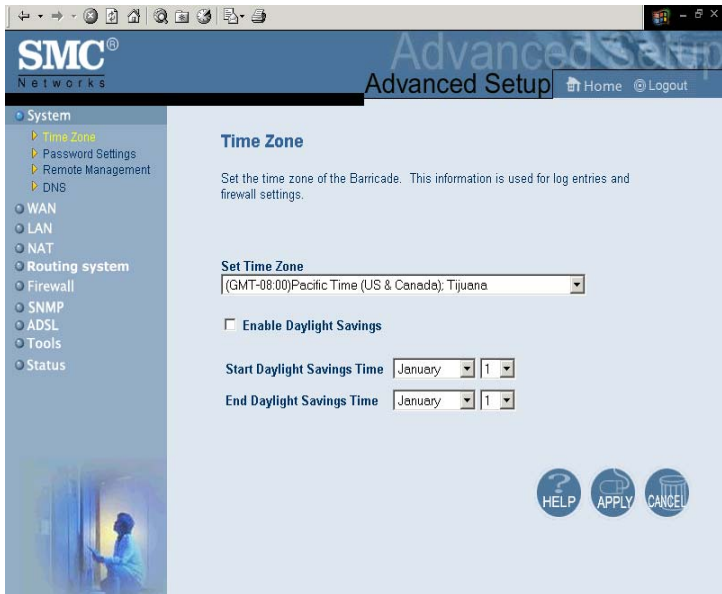 SMC®
Networks
Advanced Setup
Advanced Setup
Home
Logout
System
Time Zone
Password Settings
Remote Management
DNS
WAN
LAN
NAT
Routing system
Firewall
SNMP
ADSL
Tools
Status
Time Zone
Set the time zone of the Barricade.  This information is used for log entries and
firewall settings.
Set Time Zone
(GMT-08:00)Pacific Time (US & Canada); Tijuana
Enable Daylight Savings
Start Daylight Savings Time January 1
End Daylight Savings Time January 1
HELP APPLY CANCEL